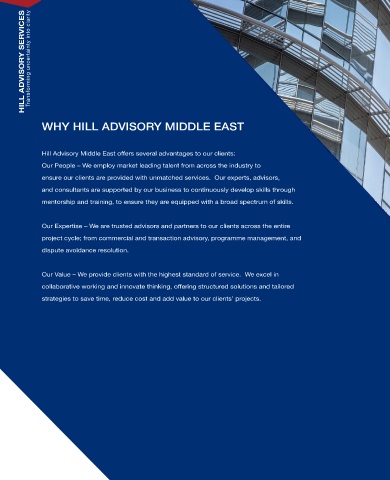 HILL ADVISORY SERVICES
Transforming uncertainty into clarity
WHY HILL ADVISORY MIDDLE EAST
Hill Advisory Middle East offers several advantages to our clients:
Our People – We employ market leading talent from across the industry to
ensure our clients are provided with unmatched services. Our experts, advisors,
and consultants are supported by our business to continuously develop skills through
mentorship and training, to ensure they are equipped with a broad spectrum of skills.
Our Expertise – We are trusted advisors and partners to our clients across the entire
project cycle; from commercial and transaction advisory, programme management, and
dispute avoidance resolution.
Our Value – We provide clients with the highest standard of service. We excel in
collaborative working and innovate thinking, offering structured solutions and tailored
strategies to save time, reduce cost and add value to our clients' projects.